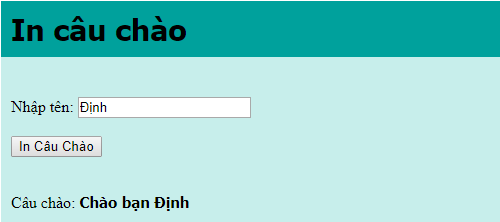 In câu chào
Nhập tên: Định
In Câu Chào
Câu chào: Chào bạn Định